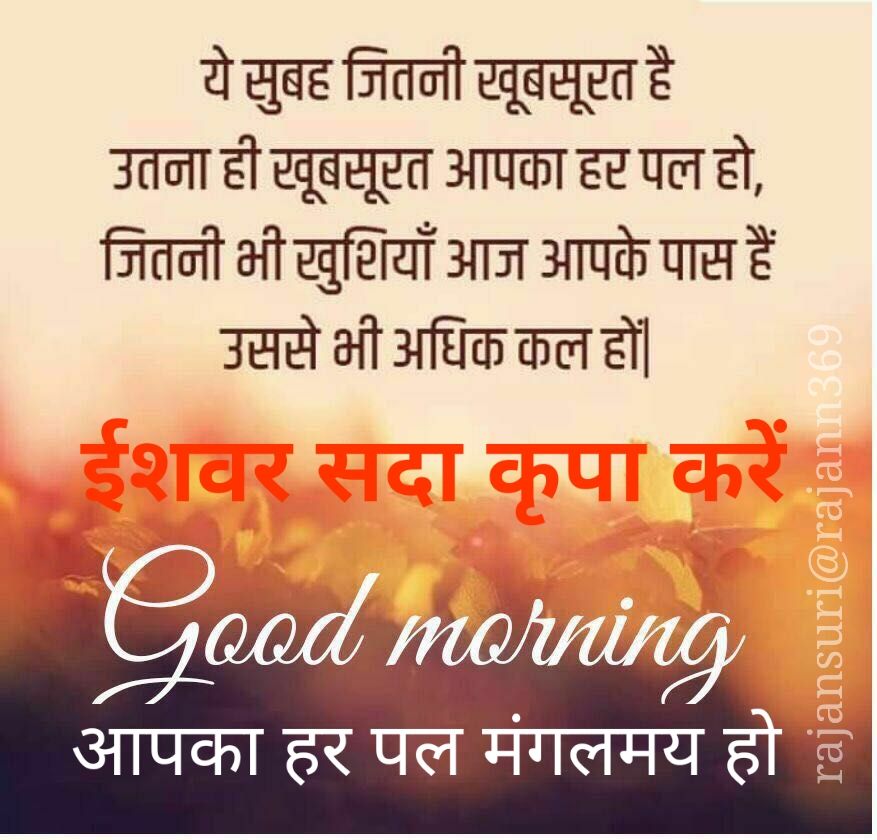 ये सुबह जितनी खूबसूरत है
उतना ही खूबसूरत आपका हर पल हो,
जितनी भी खुशियाँ आज आपके पास हैं
उससे भी अधिक कल हों|
ईशवर सदा कृपा करें
Good morning
आपका हर पल मंगलमय हो
rajansuri@rajann369